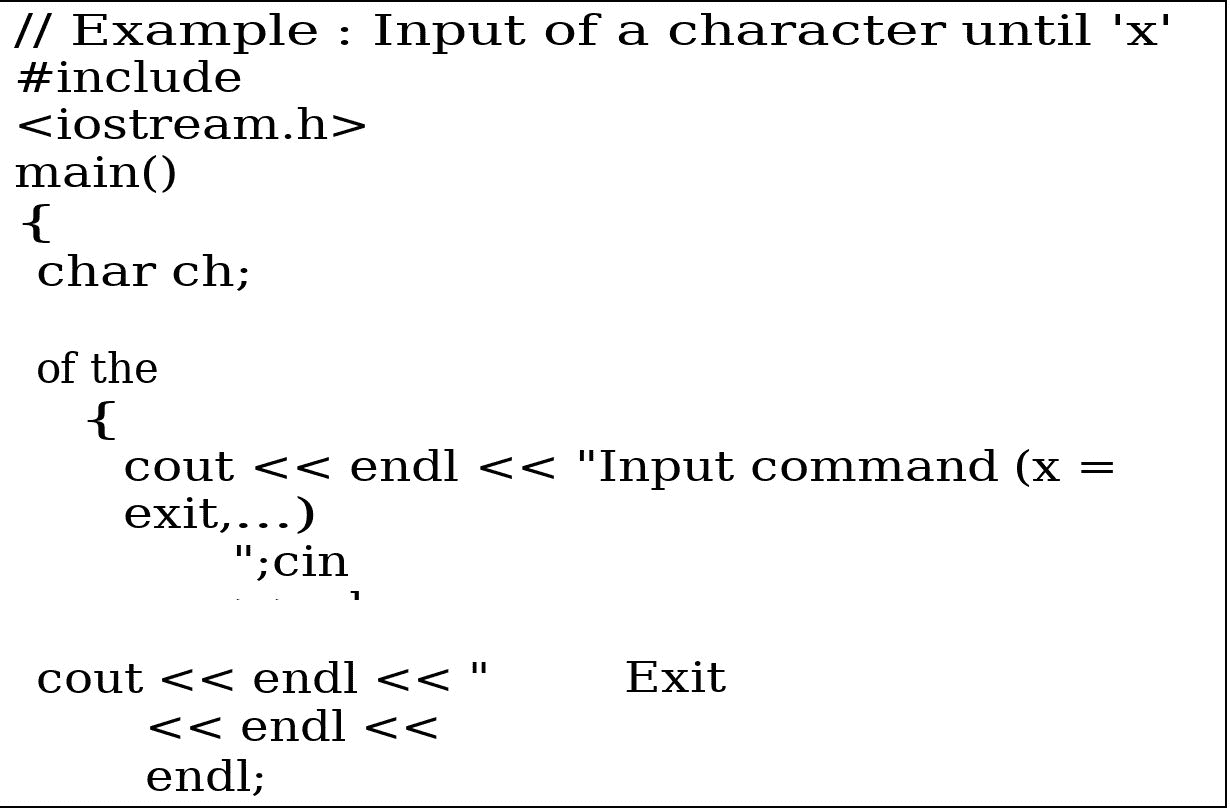 // Example : Input of a character until 'x'
#include
<iostream.h>
main()
{
char ch;
of the
{
cout << endl << "Input command (x =
exit,...)
";cin
cout << endl << " Exit
<< endl <<
endl;